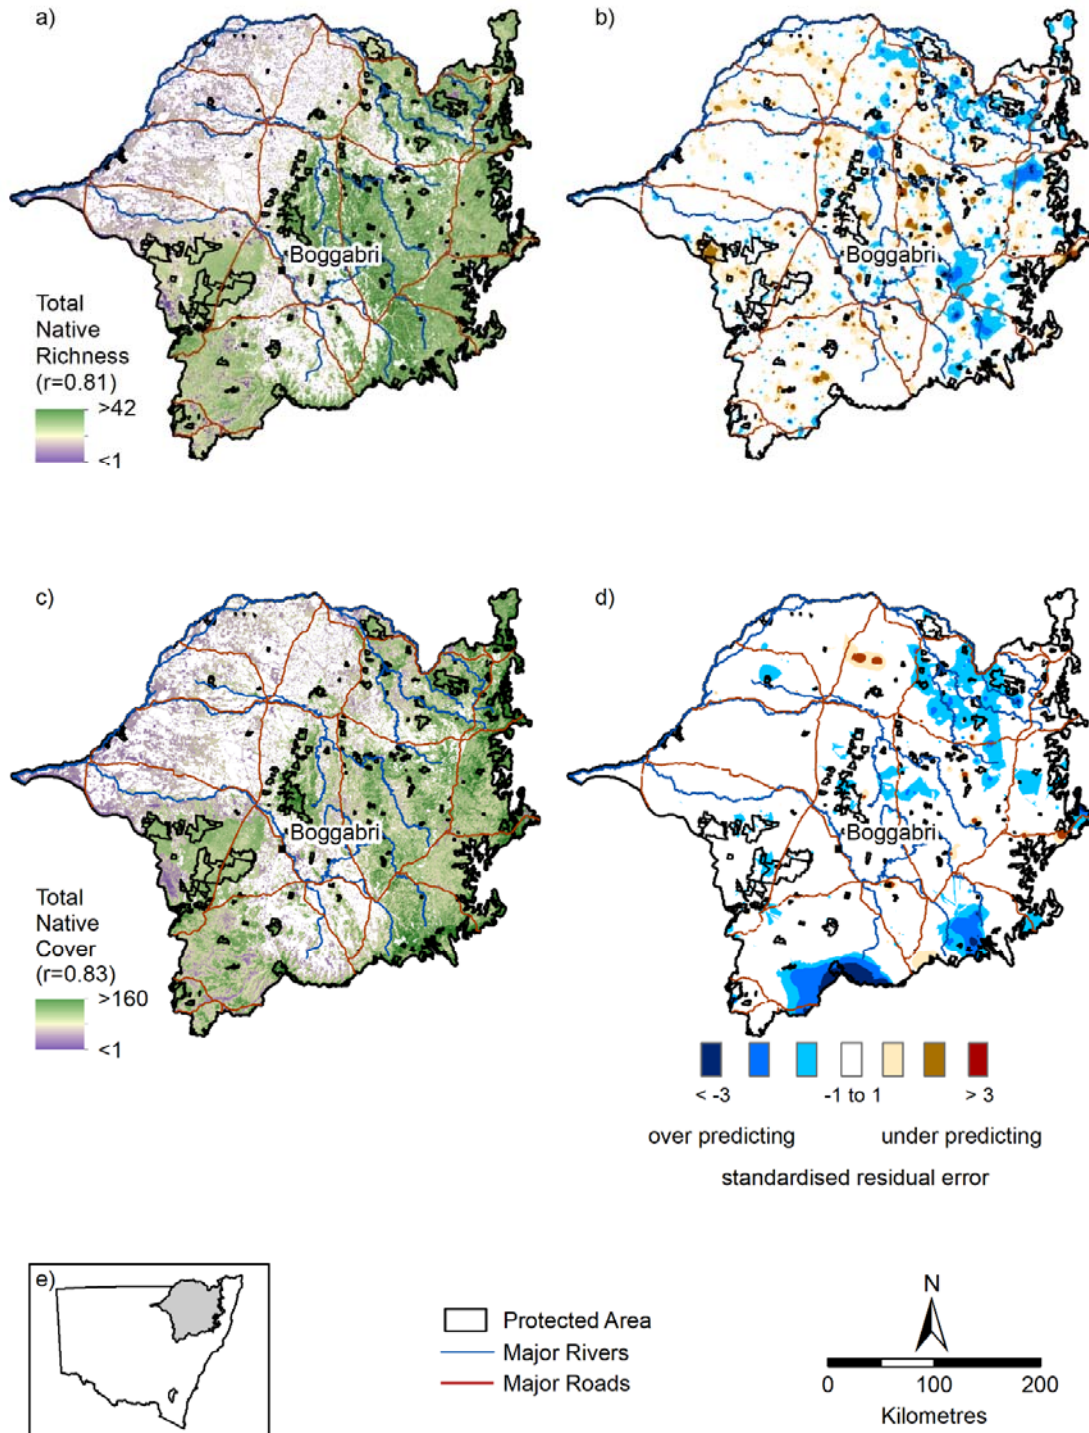 a)
b)
Boggabri
Boggabri
Total
Native
Richness
(r=0.81)
>42
<1
c)
d)
Boggabri
Boggabri
Total
Native
Cover
(r=0.83)
>160
<1
< -3
-1 to 1
> 3
over predicting
under predicting
standardised residual error
e)
Protected Area
Major Rivers
Major Roads
N
0
100
200
Kilometres